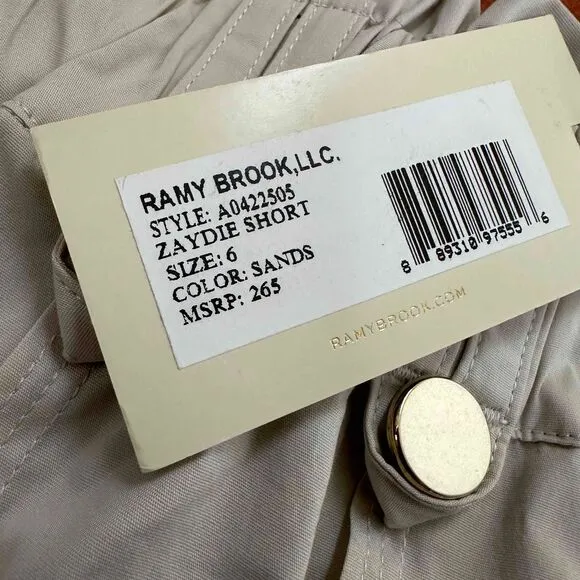 RAMY BROOK,LLC.
STYLE: A0422505
ZAYDIE SHORT
SIZE: 6
COLOR: SANDS
MSRP: 265
8 89310 97555 6
RAMYBROOK.COM